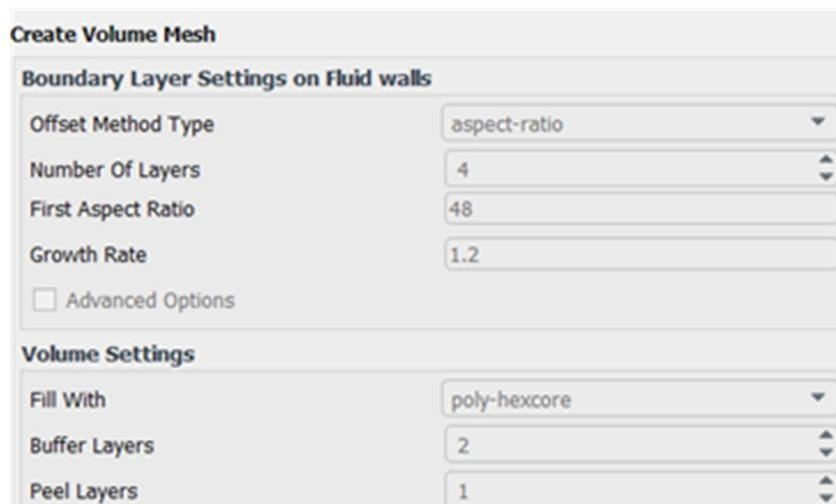 Create Volume Mesh
Boundary Layer Settings on Fluid walls
Offset Method Type aspect-ratio
Number Of Layers 4
First Aspect Ratio 48
Growth Rate 1.2
Advanced Options
Volume Settings
Fill With poly-hexcore
Buffer Layers 2
Peel Layers 1